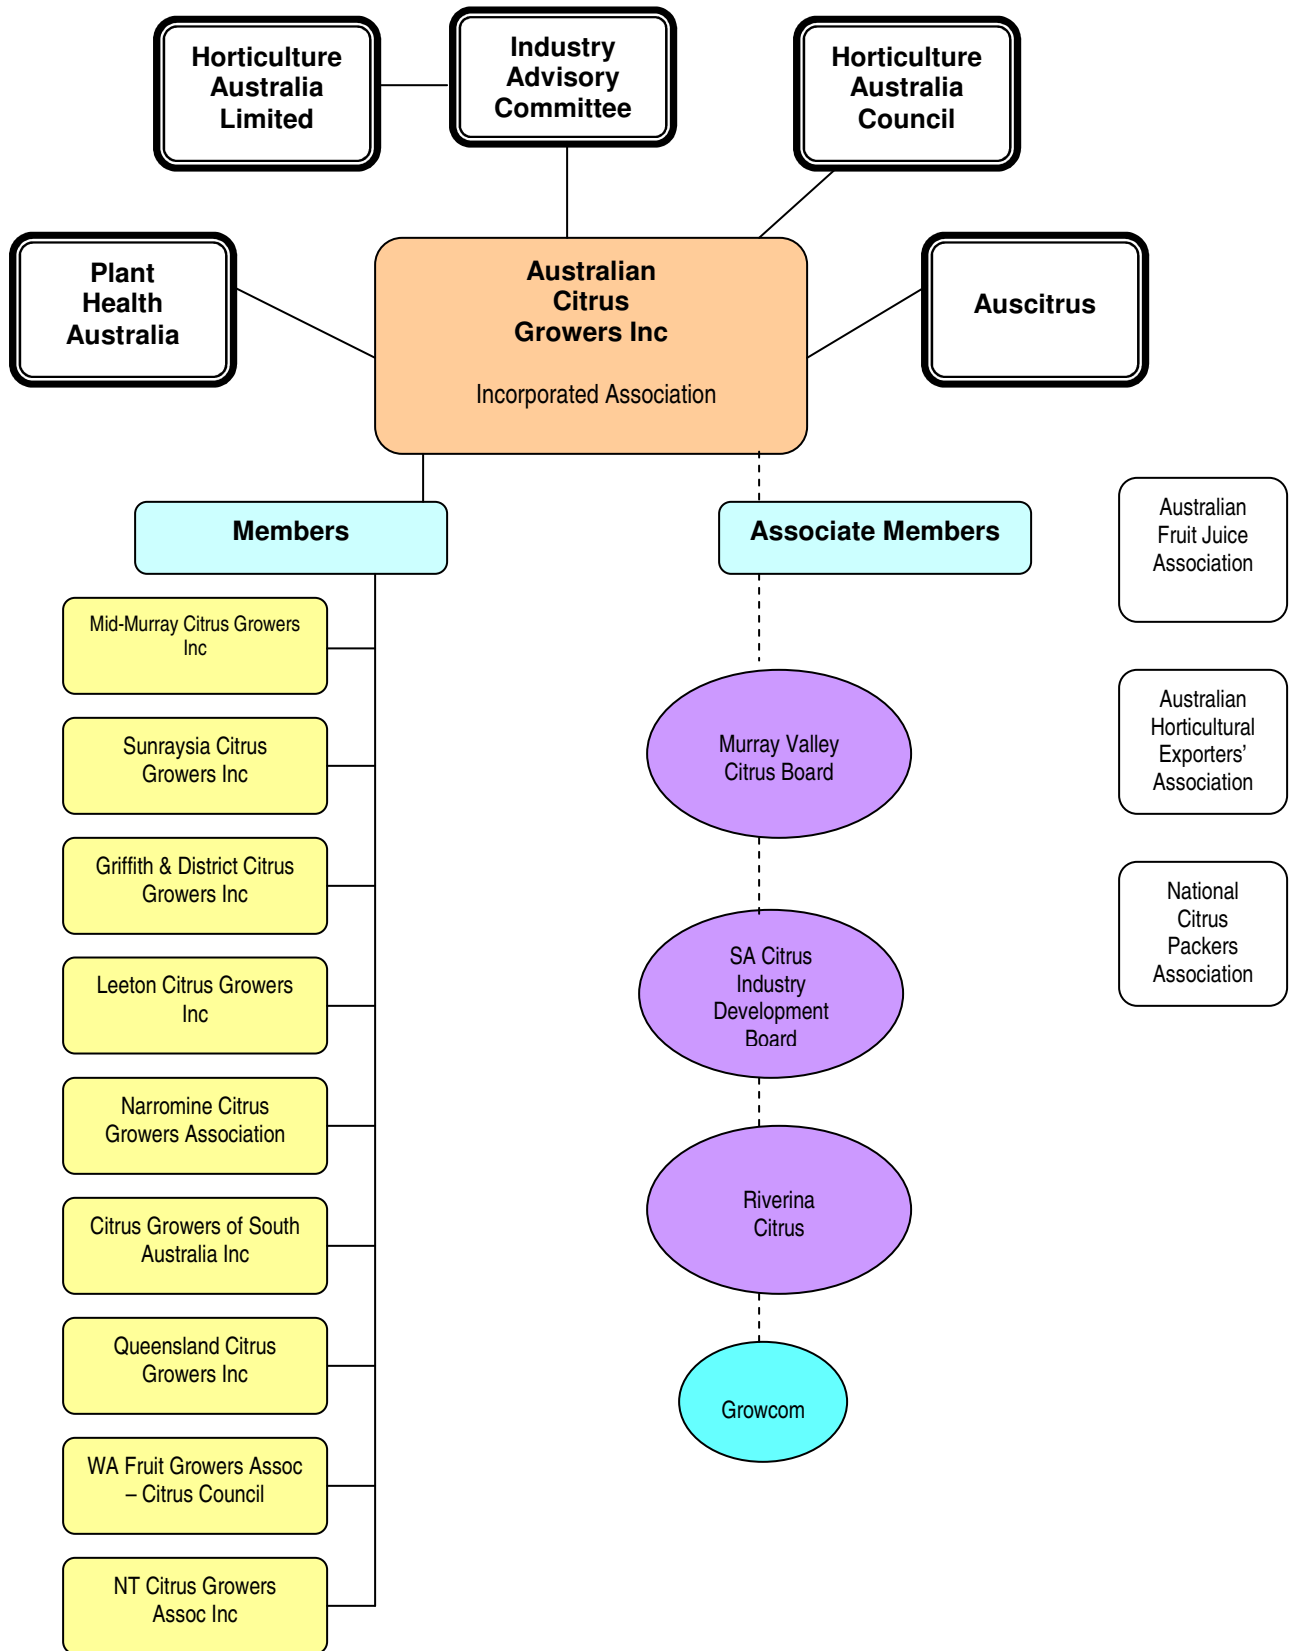 Horticulture
Australia
Limited
Industry
Advisory
Committee
Horticulture
Australia
Council
Plant
Health
Australia
Australian
Citrus
Growers Inc
Incorporated Association
Auscitrus
Members
Associate Members
Mid-Murray Citrus Growers
Inc
Sunraysia Citrus
Growers Inc
Griffith & District Citrus
Growers Inc
Leeton Citrus Growers
Inc
Narromine Citrus
Growers Association
Citrus Growers of South
Australia Inc
Queensland Citrus
Growers Inc
WA Fruit Growers Assoc
– Citrus Council
NT Citrus Growers
Assoc Inc
Murray Valley
Citrus Board
SA Citrus
Industry
Development
Board
Riverina
Citrus
Growcom
Australian
Fruit Juice
Association
Australian
Horticultural
Exporters’
Association
National
Citrus
Packers
Association